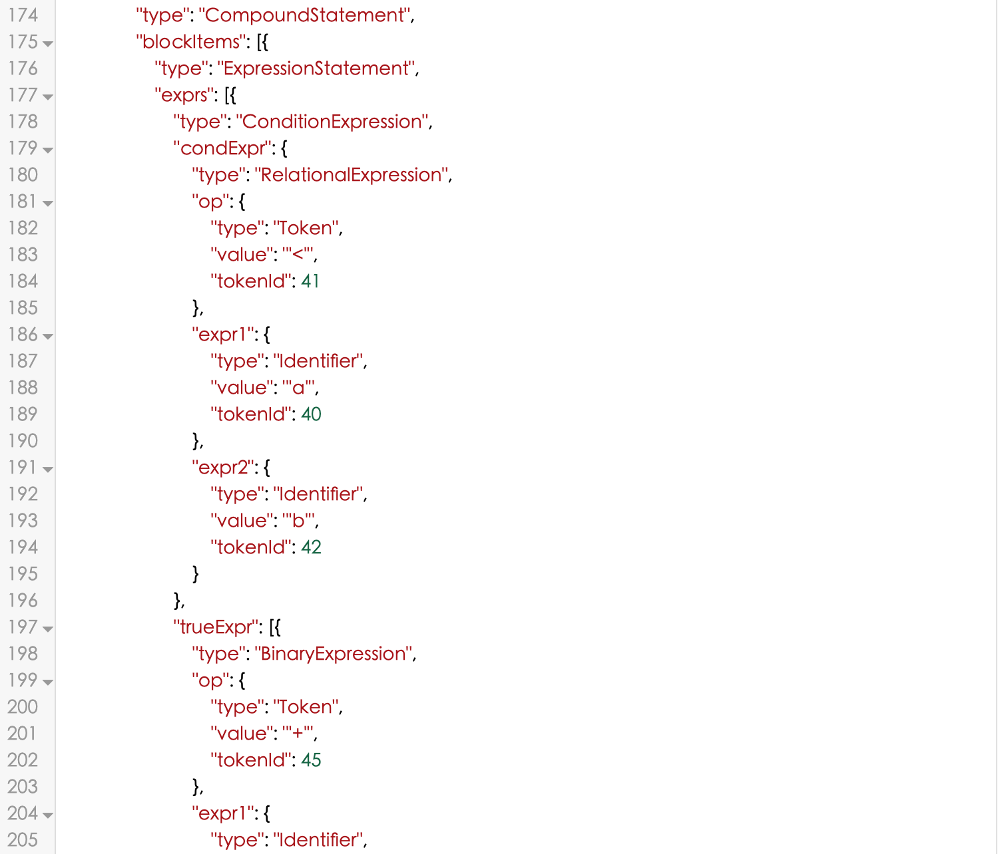 174 "type": "CompoundStatement",
175 "blockItems": [{
176 "type": "ExpressionStatement",
177 "exprs": [{
178 "type": "ConditionExpression",
179 "condExpr": {
180 "type": "RelationalExpression",
181 "op": {
182 "type": "Token",
183 "value": "'<'",
184 "tokenId": 41
185 },
186 "expr1": {
187 "type": "Identifier",
188 "value": "'a'",
189 "tokenId": 40
190 },
191 "expr2": {
192 "type": "Identifier",
193 "value": "'b'",
194 "tokenId": 42
195 }
196 },
197 "trueExpr": [{
198 "type": "BinaryExpression",
199 "op": {
200 "type": "Token",
201 "value": "'+'",
202 "tokenId": 45
203 },
204 "expr1": {
205 "type": "Identifier",